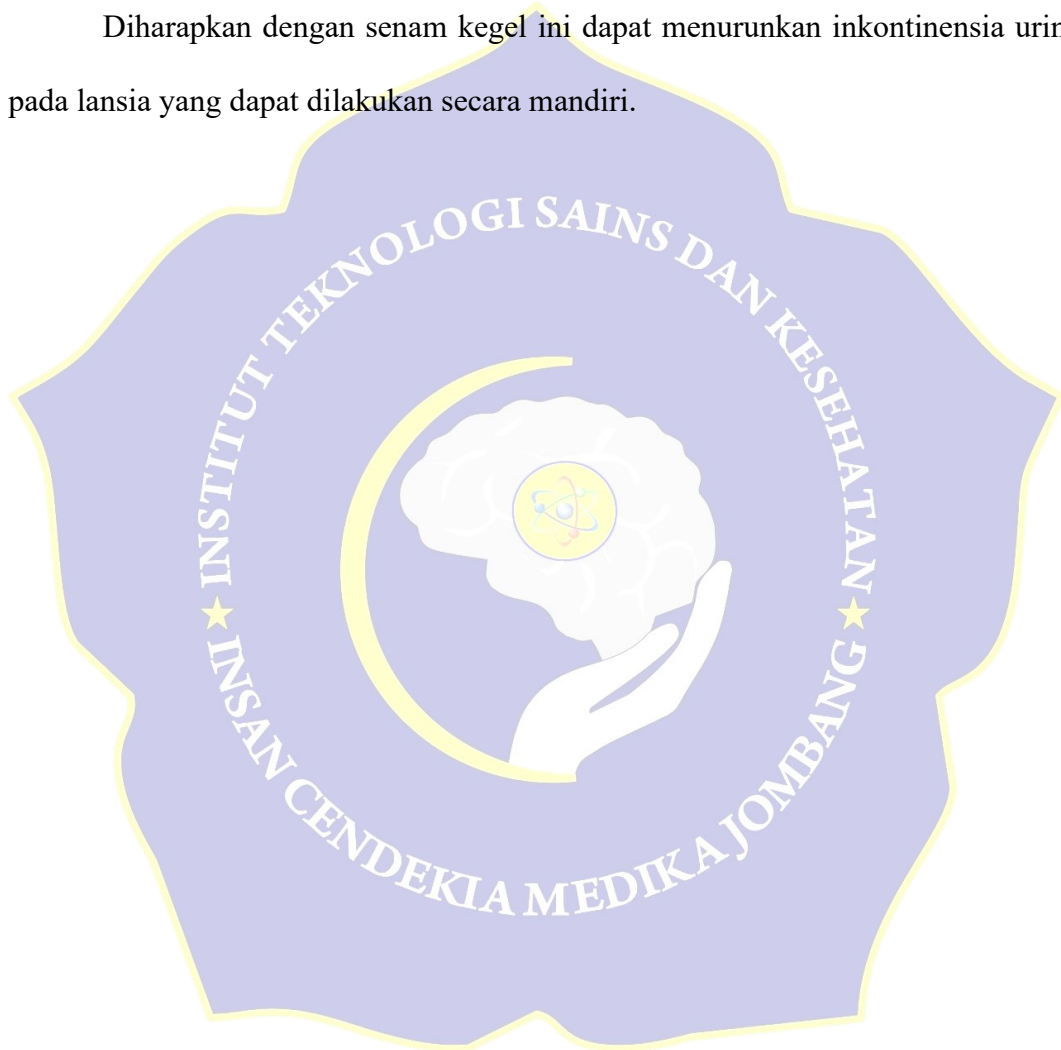 Diharapkan dengan senam kegel ini dapat menurunkan inkontinensia urin
pada lansia yang dapat dilakukan secara mandiri.
INSTITUT TEKNOLOGI SAINS DAN KESEHATAN
★ INSAN CENDEKIA MEDIKA JOMBANG ★